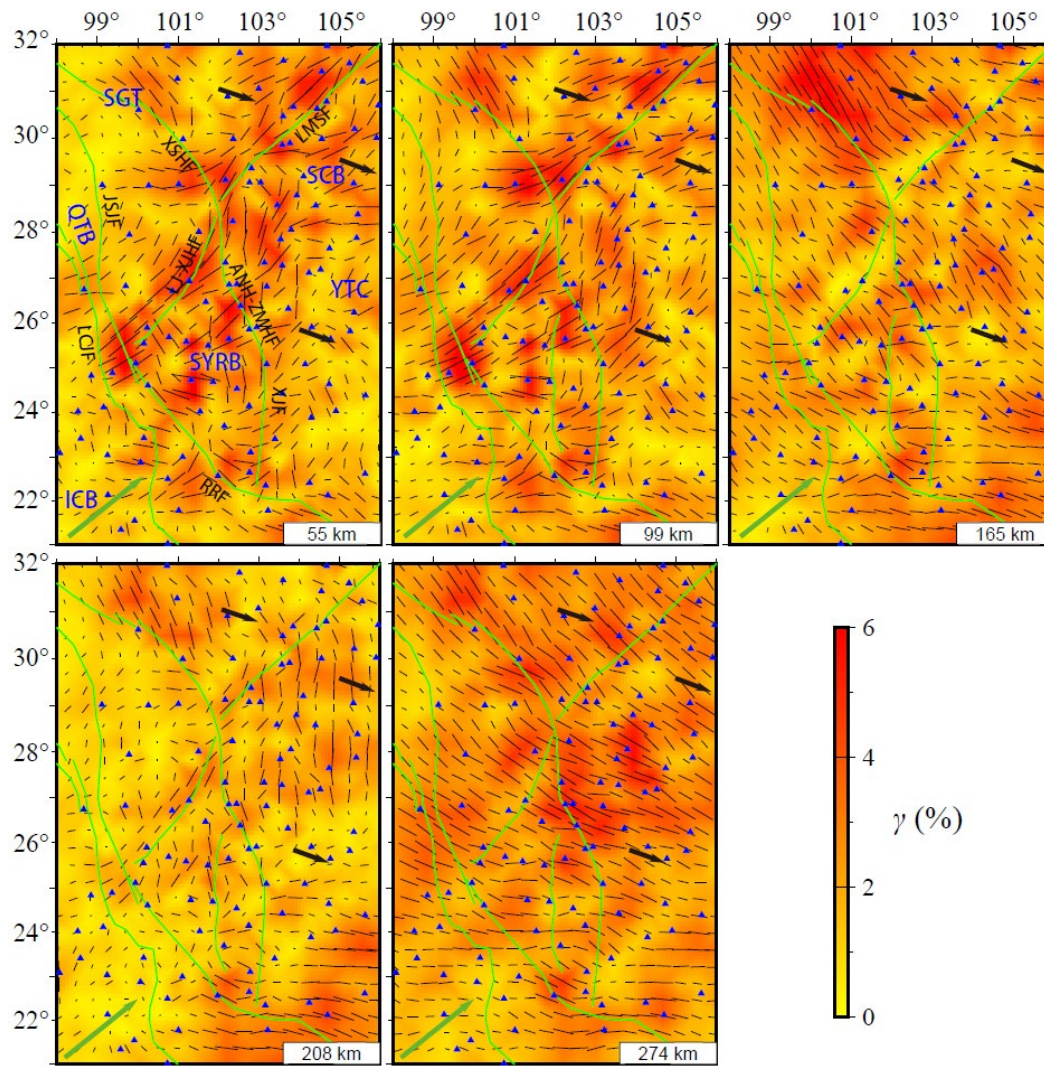 99° 101° 103° 105° 99° 101° 103° 105° 99° 101° 103° 105°
32°
30°
28°
26°
24°
22°
SGT
XSHF
LMSF
SCB
JSJF
QTB
LJ-XJHF
ANH-ZMHF
YTC
LCJF
SYRB
XJF
ICB
RRF
55 km
99 km
165 km
32°
30°
28°
26°
24°
22°
208 km
274 km
6
4
2
0
γ (%)